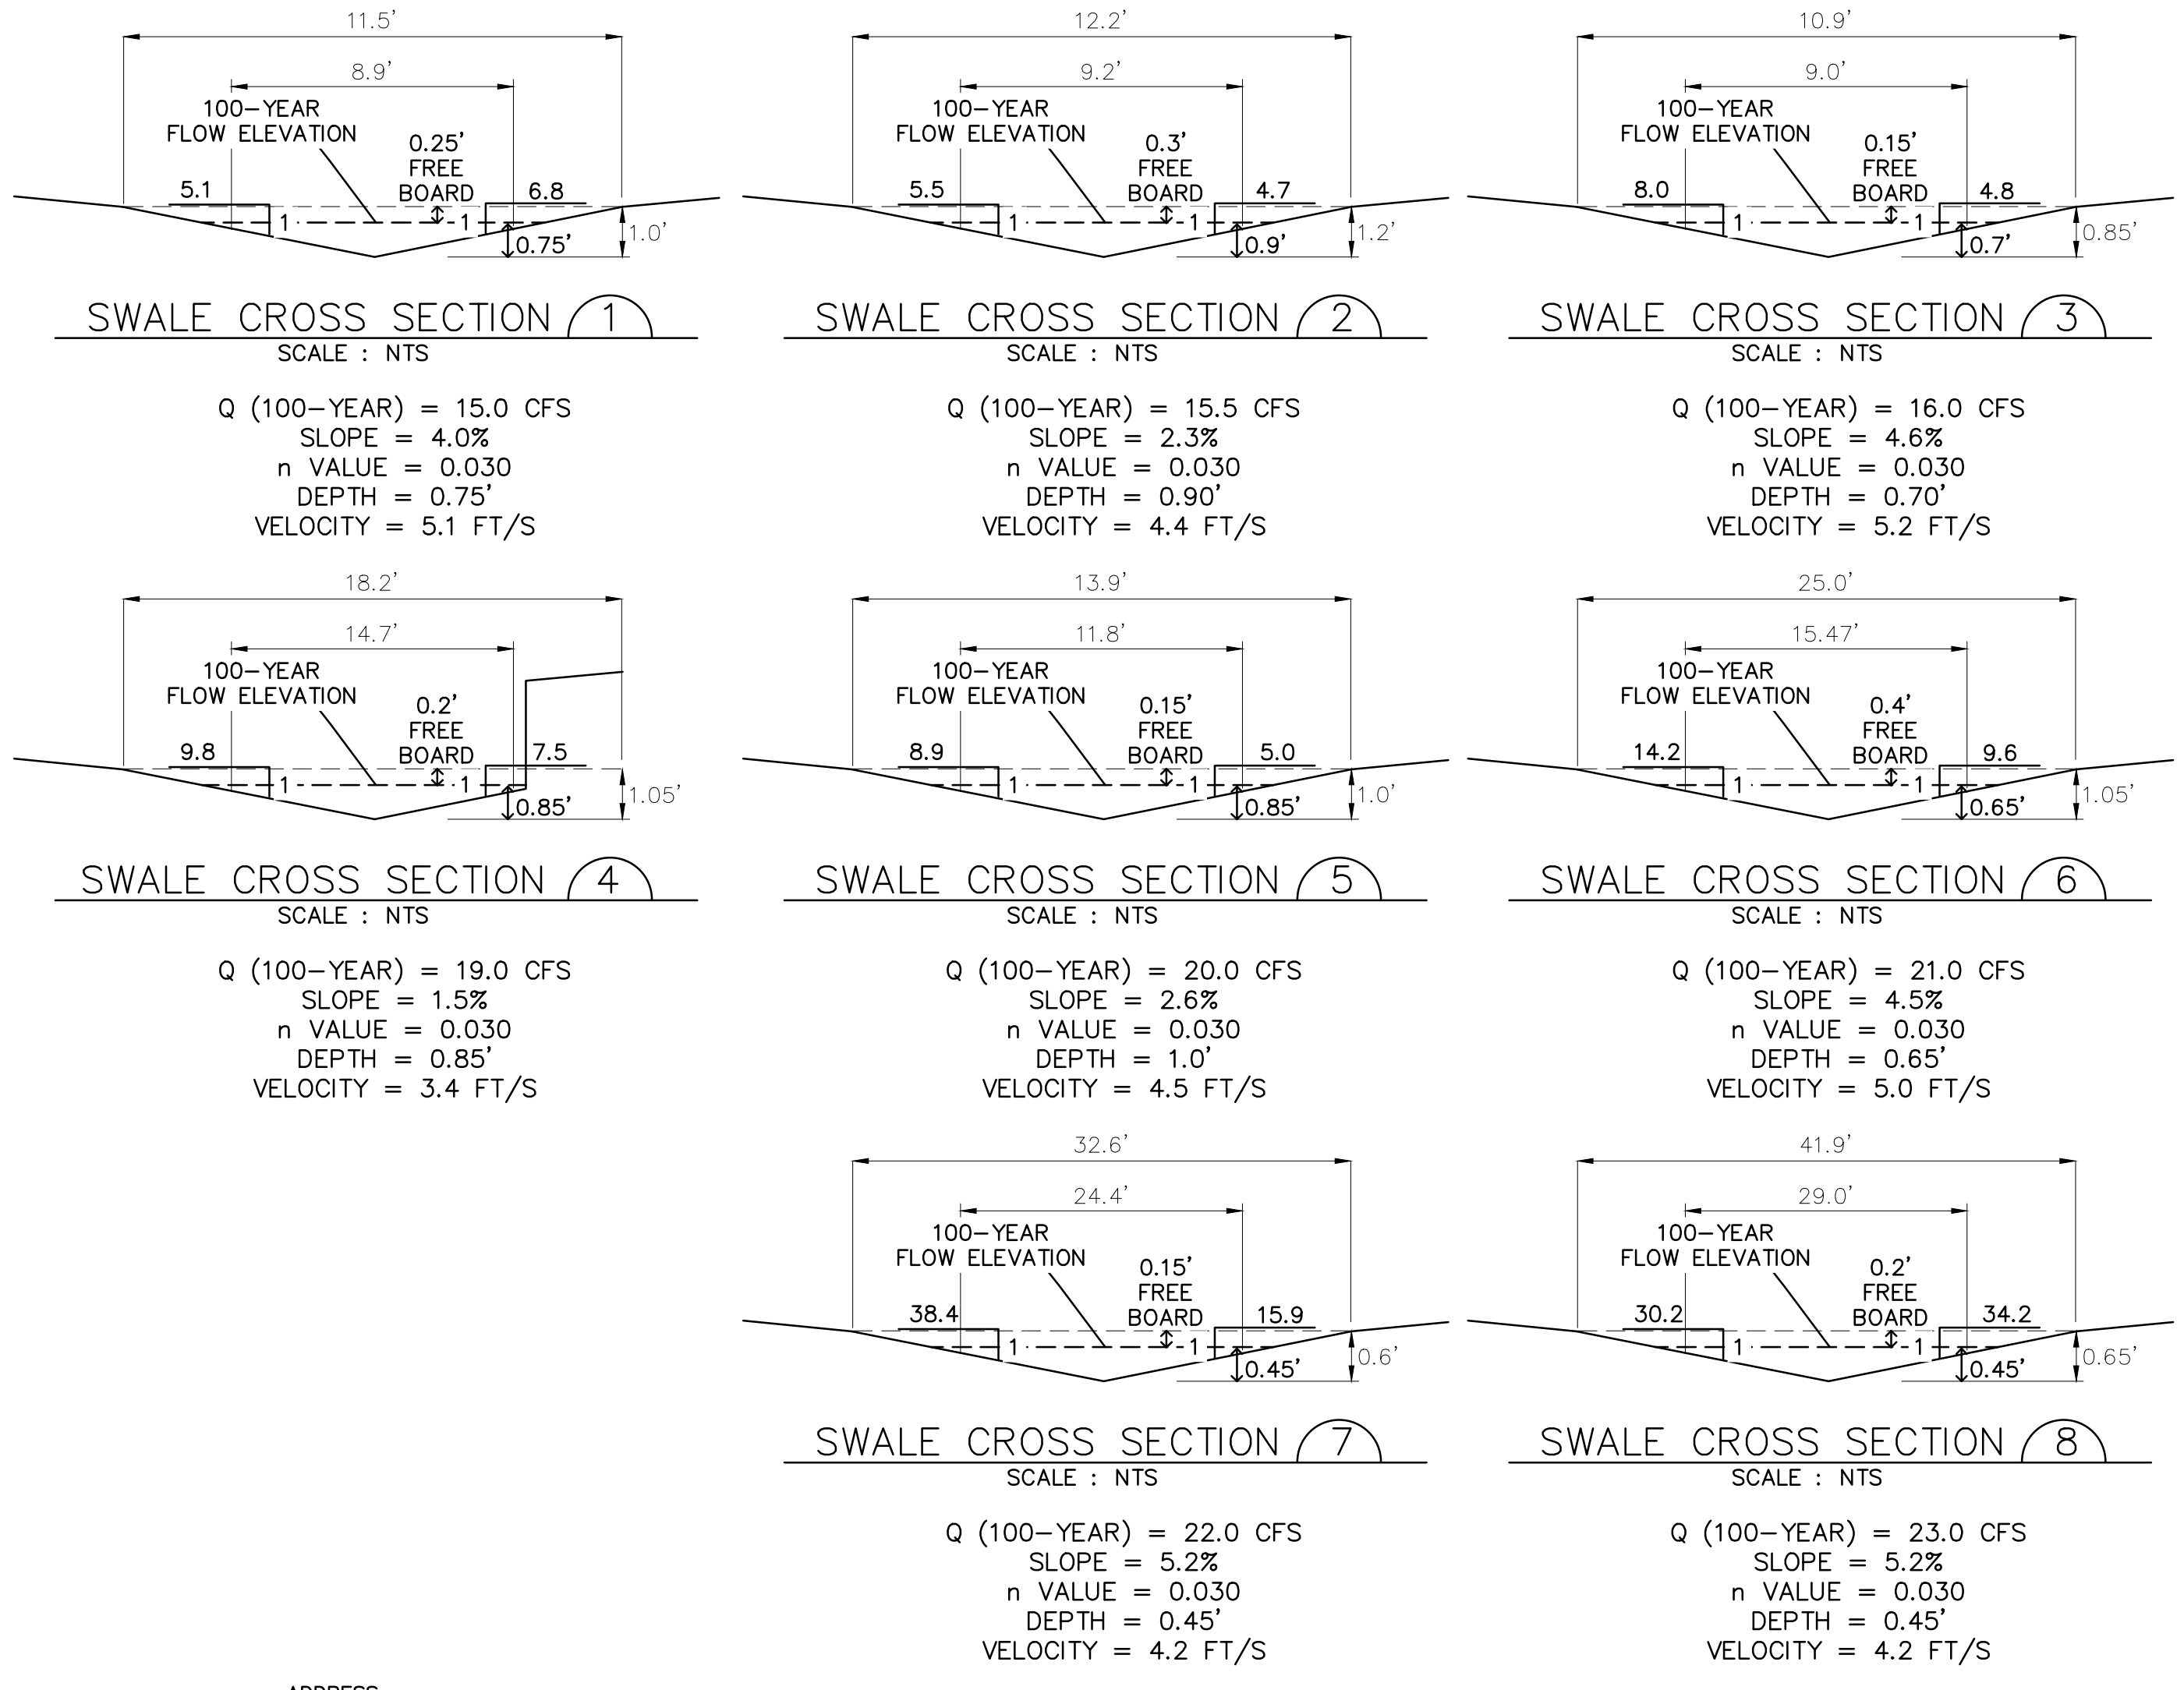 11.5'
8.9'
100-YEAR
FLOW ELEVATION
0.25'
FREE
BOARD
5.1
6.8
1
1
0.75'
1.0'
SWALE CROSS SECTION 1
SCALE : NTS
Q (100-YEAR) = 15.0 CFS
SLOPE = 4.0%
n VALUE = 0.030
DEPTH = 0.75'
VELOCITY = 5.1 FT/S
12.2'
9.2'
100-YEAR
FLOW ELEVATION
0.3'
FREE
BOARD
5.5
4.7
1
1
0.9'
1.2'
SWALE CROSS SECTION 2
SCALE : NTS
Q (100-YEAR) = 15.5 CFS
SLOPE = 2.3%
n VALUE = 0.030
DEPTH = 0.90'
VELOCITY = 4.4 FT/S
10.9'
9.0'
100-YEAR
FLOW ELEVATION
0.15'
FREE
BOARD
8.0
4.8
1
1
0.7'
0.85'
SWALE CROSS SECTION 3
SCALE : NTS
Q (100-YEAR) = 16.0 CFS
SLOPE = 4.6%
n VALUE = 0.030
DEPTH = 0.70'
VELOCITY = 5.2 FT/S
18.2'
14.7'
100-YEAR
FLOW ELEVATION
0.2'
FREE
BOARD
9.8
7.5
1
1
0.85'
1.05'
SWALE CROSS SECTION 4
SCALE : NTS
Q (100-YEAR) = 19.0 CFS
SLOPE = 1.5%
n VALUE = 0.030
DEPTH = 0.85'
VELOCITY = 3.4 FT/S
13.9'
11.8'
100-YEAR
FLOW ELEVATION
0.15'
FREE
BOARD
8.9
5.0
1
1
0.85'
1.0'
SWALE CROSS SECTION 5
SCALE : NTS
Q (100-YEAR) = 20.0 CFS
SLOPE = 2.6%
n VALUE = 0.030
DEPTH = 1.0'
VELOCITY = 4.5 FT/S
25.0'
15.47'
100-YEAR
FLOW ELEVATION
0.4'
FREE
BOARD
14.2
9.6
1
1
0.65'
1.05'
SWALE CROSS SECTION 6
SCALE : NTS
Q (100-YEAR) = 21.0 CFS
SLOPE = 4.5%
n VALUE = 0.030
DEPTH = 0.65'
VELOCITY = 5.0 FT/S
32.6'
24.4'
100-YEAR
FLOW ELEVATION
0.15'
FREE
BOARD
38.4
15.9
1
1
0.45'
0.6'
SWALE CROSS SECTION 7
SCALE : NTS
Q (100-YEAR) = 22.0 CFS
SLOPE = 5.2%
n VALUE = 0.030
DEPTH = 0.45'
VELOCITY = 4.2 FT/S
41.9'
29.0'
100-YEAR
FLOW ELEVATION
0.2'
FREE
BOARD
30.2
34.2
1
1
0.45'
0.65'
SWALE CROSS SECTION 8
SCALE : NTS
Q (100-YEAR) = 23.0 CFS
SLOPE = 5.2%
n VALUE = 0.030
DEPTH = 0.45'
VELOCITY = 4.2 FT/S
ADDRESS